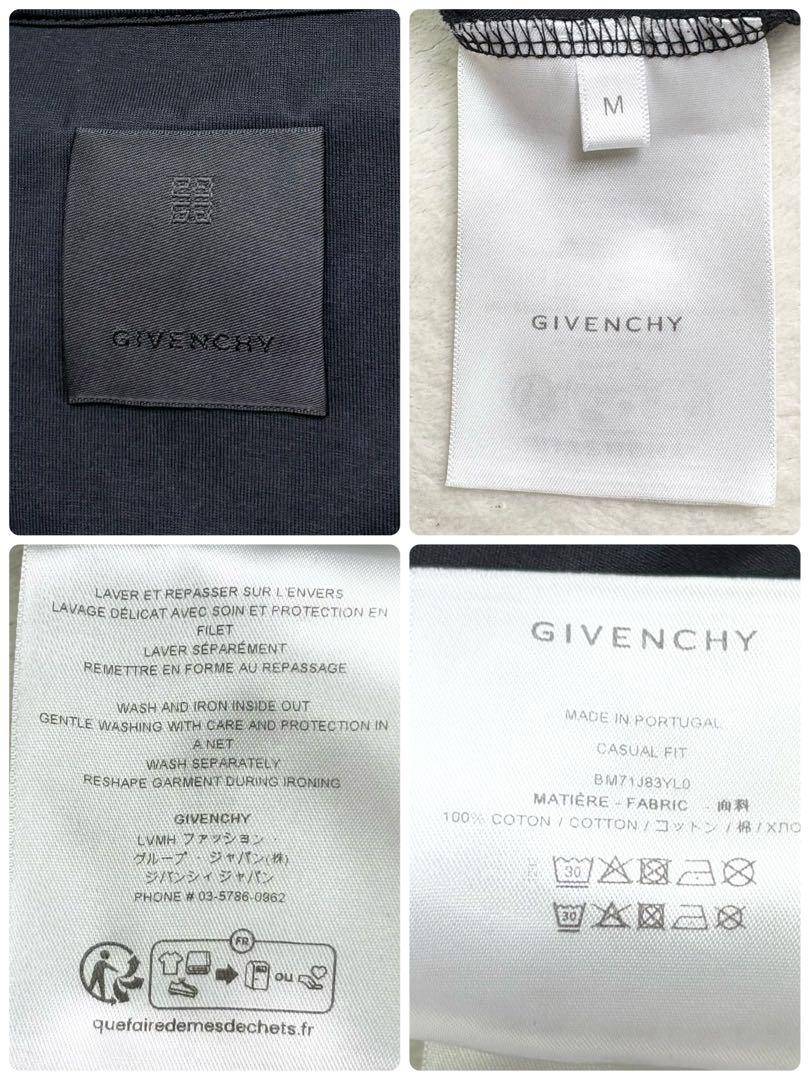 GIVENCHY
M
GIVENCHY
LAVER ET REPASSER SUR L'ENVERS
LAVAGE DÉLICAT AVEC SOIN ET PROTECTION EN
FILET
LAVER SÉPARÉMENT
REMETTRE EN FORME AU REPASSAGE
WASH AND IRON INSIDE OUT
GENTLE WASHING WITH CARE AND PROTECTION IN
A NET
WASH SEPARATELY
RESHAPE GARMENT DURING IRONING
GIVENCHY
LVMH ファッション・
グループ・ジャパン(株)
ジバンシィ ジャパン
PHONE # 03-5786-0962
FR
OU
quefairedemesdechets.fr
GIVENCHY
MADE IN PORTUGAL
CASUAL FIT
BM71J83YL0
MATIÈRE - FABRIC - 面料
100% COTON / COTTON / コットン / 棉 / ХЛО
30
30